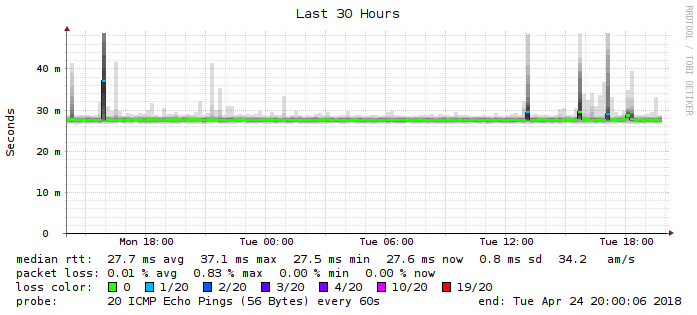 Last 30 Hours
RRDTOOL / TOBI OETIKER
Seconds
40 m
30 m
20 m
10 m
0
Mon 18:00 Tue 00:00 Tue 06:00 Tue 12:00 Tue 18:00
median rtt: 27.7 ms avg 37.1 ms max 27.5 ms min 27.6 ms now 0.8 ms sd 34.2 am/s
packet loss: 0.01 % avg 0.83 % max 0.00 % min 0.00 % now
loss color: 0 1/20 2/20 3/20 4/20 10/20 19/20
probe: 20 ICMP Echo Pings (56 Bytes) every 60s end: Tue Apr 24 20:00:06 2018